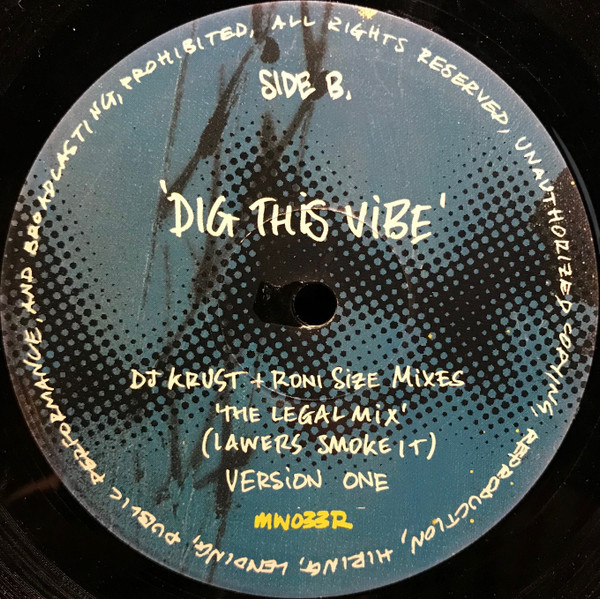 SIDE B.
'DIG THIS VIBE'
DJ KRUST + RONI SIZE MIXES
'THE LEGAL MIX'
(LAWERS SMOKE IT)
VERSION ONE
MW033R
ALL RIGHTS RESERVED, UNAUTHORIZED COPYING, REPRODUCTION, HIRING, LENDING, PUBLIC PERFORMANCE AND BROADCASTING, PROHIBITED,